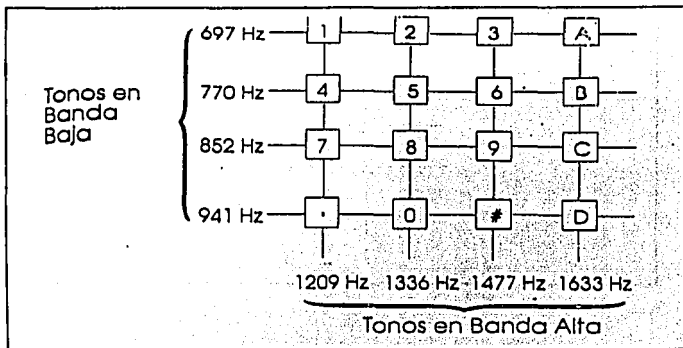 697 Hz 1 2 3 A
Tonos en
Banda
Baja
770 Hz 4 5 6 B
852 Hz 7 8 9 C
941 Hz · 0 # D
1209 Hz 1336 Hz 1477 Hz 1633 Hz
Tonos en Banda Alta